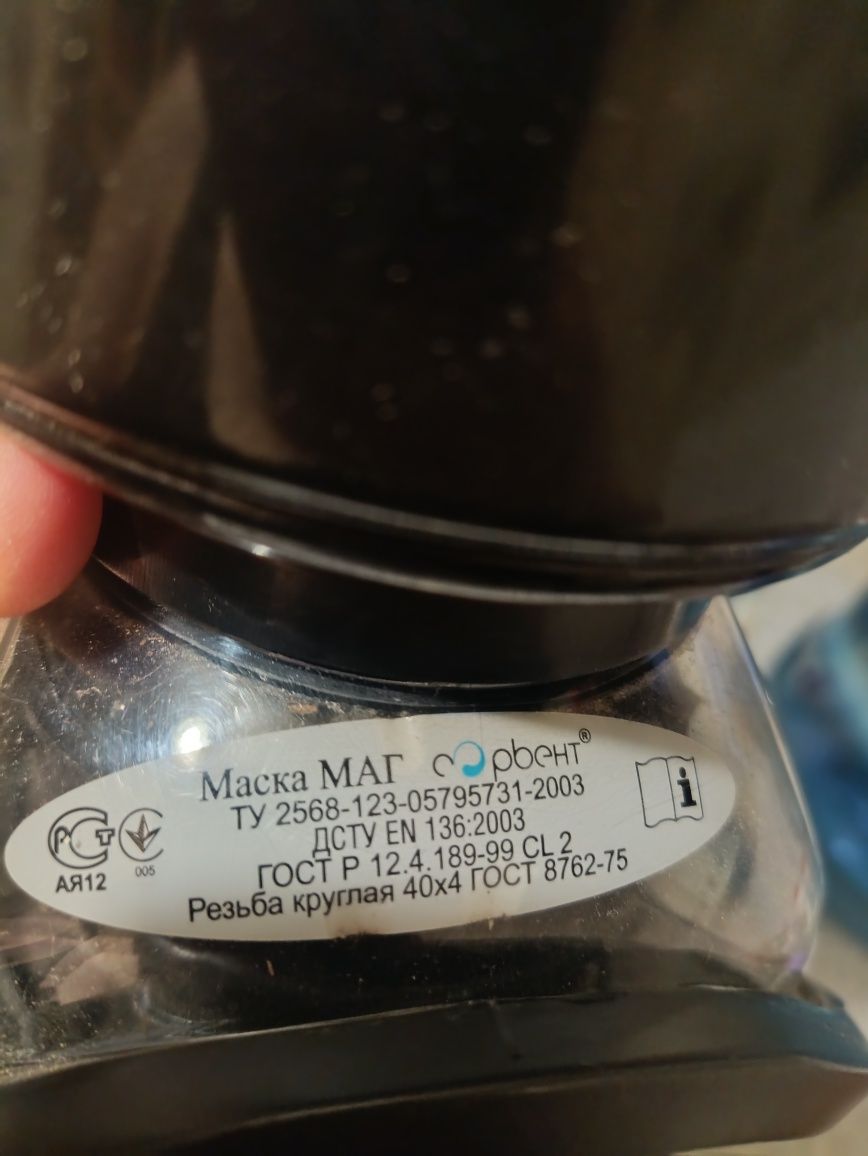 Маска МАГ сорбент®
ТУ 2568-123-05795731-2003
ДСТУ EN 136:2003
ГОСТ Р 12.4.189-99 CL 2
Резьба круглая 40х4 ГОСТ 8762-75
РСТ
АЯ12
005
i